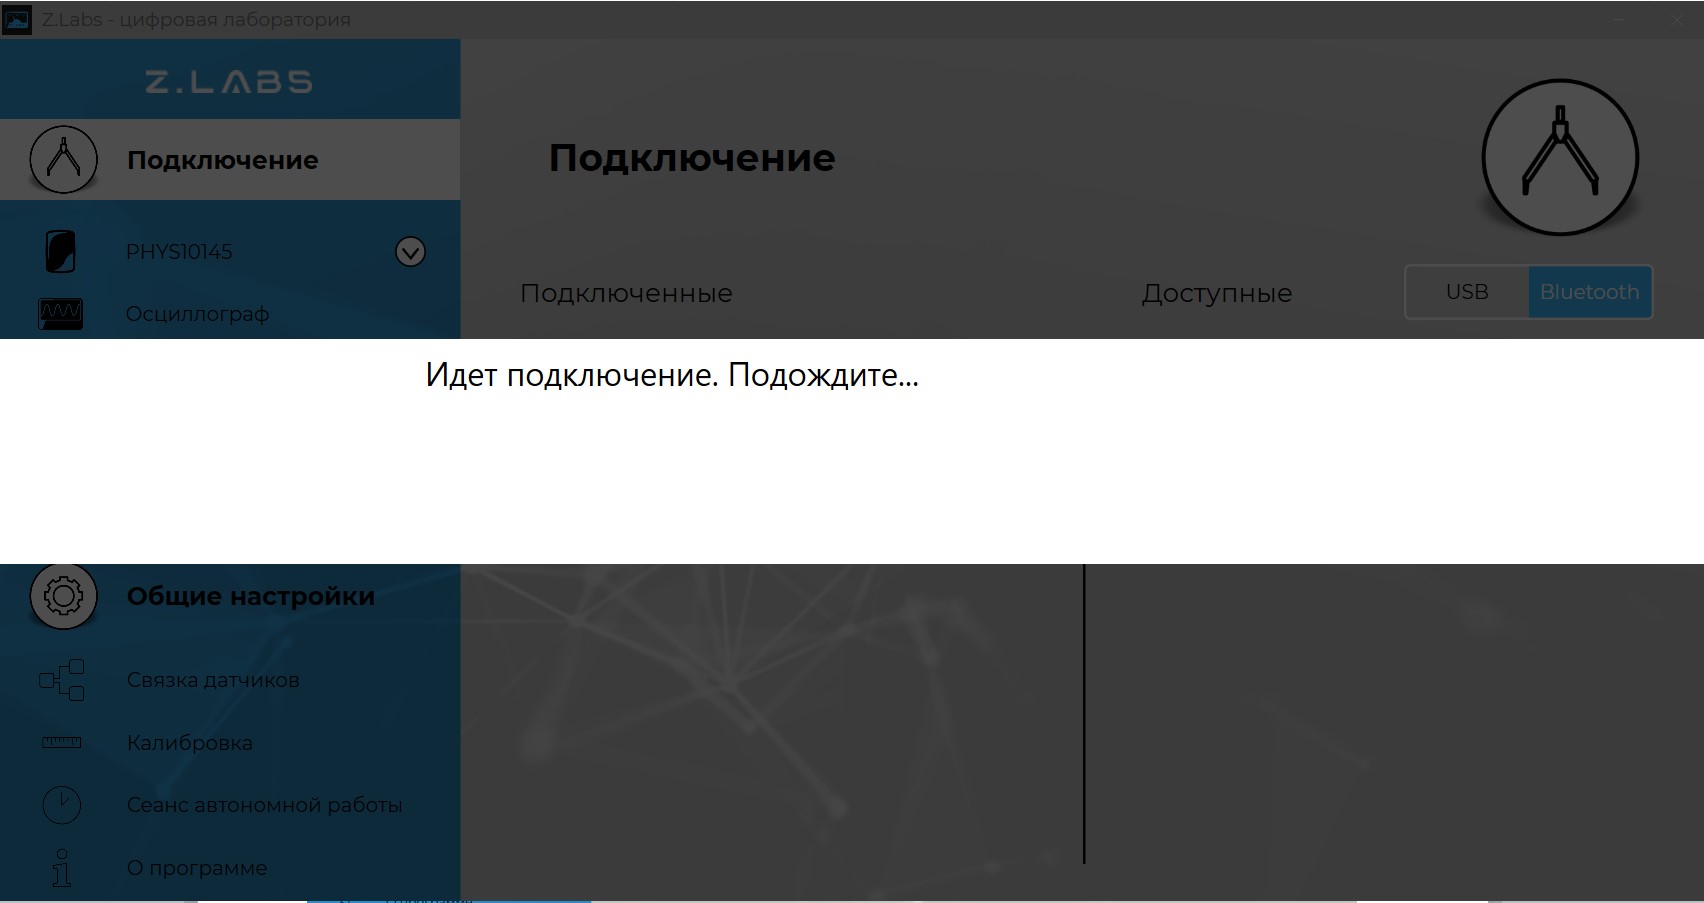 Z.Labs - цифровая лаборатория
Z.LABS
Подключение
Подключение
PHYS10145
Осциллограф
Подключенные
Доступные
USB
Bluetooth
Идет подключение. Подождите...
Общие настройки
Связка датчиков
Калибровка
Сеанс автономной работы
О программе